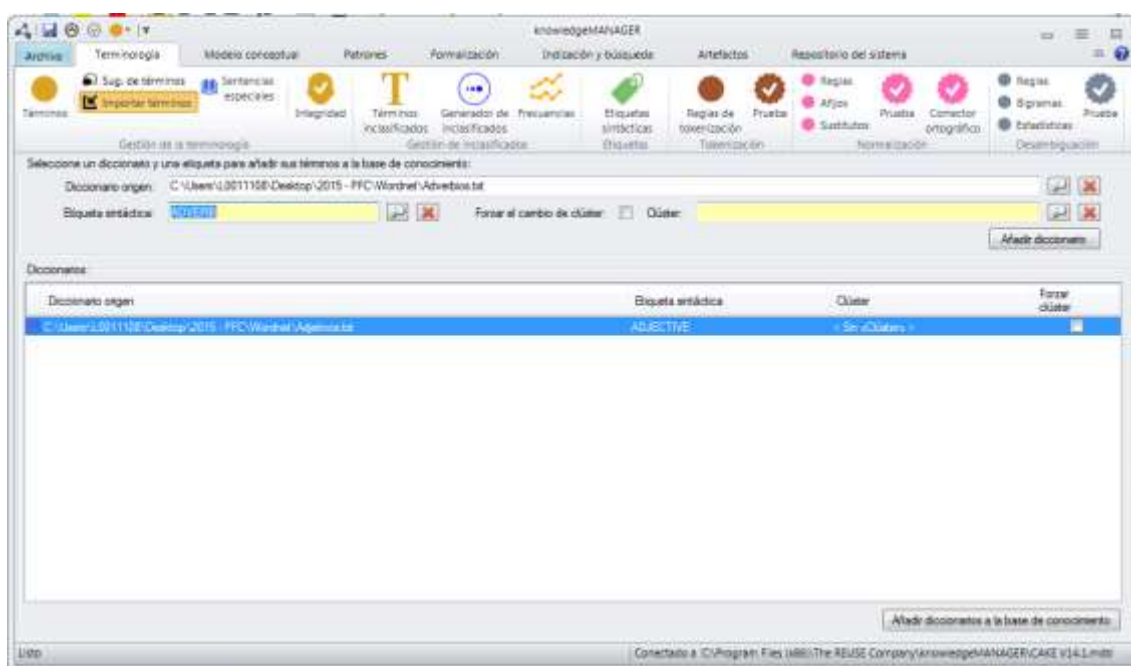 knowledgeMANAGER
Archivo Terminología Modelo conceptual Patrones Formalización Indización y búsqueda Artefactos Repositorio del sistema
Términos
Sug. de términos
Importar términos
Sentencias especiales
Integridad
Términos inclasificados
Generador de inclasificados
Frecuencias
Etiquetas sintácticas
Reglas de tokenización
Prueba
Reglas
Afijos
Sustitutos
Prueba
Corrector ortográfico
Reglas
Bigramas
Estadísticas
Prueba
Gestión de la terminología Gestión de inclasificados Etiquetas Tokenización Normalización Desambiguación
Seleccione un diccionario y una etiqueta para añadir sus términos a la base de conocimiento:
Diccionario origen: C:\Users\L0011108\Desktop\2015 - PFC\Wordnet\Adverbios.txt
Etiqueta sintáctica: ADVERB Forzar el cambio de clúster: Clúster:
Añadir diccionario
Diccionarios:
Diccionario origen Etiqueta sintáctica Clúster Forzar clúster
C:\Users\L0011108\Desktop\2015 - PFC\Wordnet\Adjetivos.txt ADJECTIVE < Sin «Clúster» >
Añadir diccionarios a la base de conocimiento
Listo Conectado a: C:\Program Files (x86)\The REUSE Company\knowledgeMANAGER\CAKE v14.1.mdb